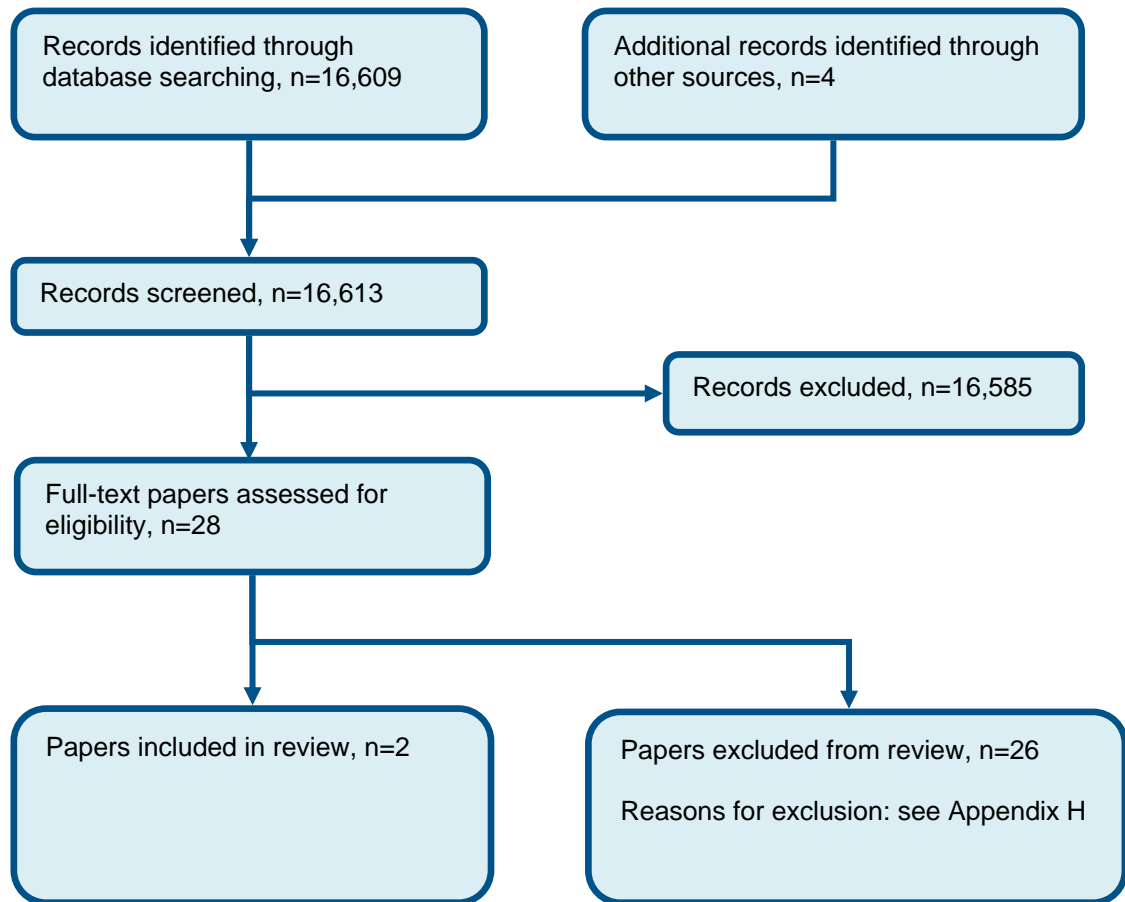 Records identified through
database searching, n=16,609
Additional records identified through
other sources, n=4
Records screened, n=16,613
Records excluded, n=16,585
Full-text papers assessed for
eligibility, n=28
Papers included in review, n=2
Papers excluded from review, n=26
Reasons for exclusion: see Appendix H